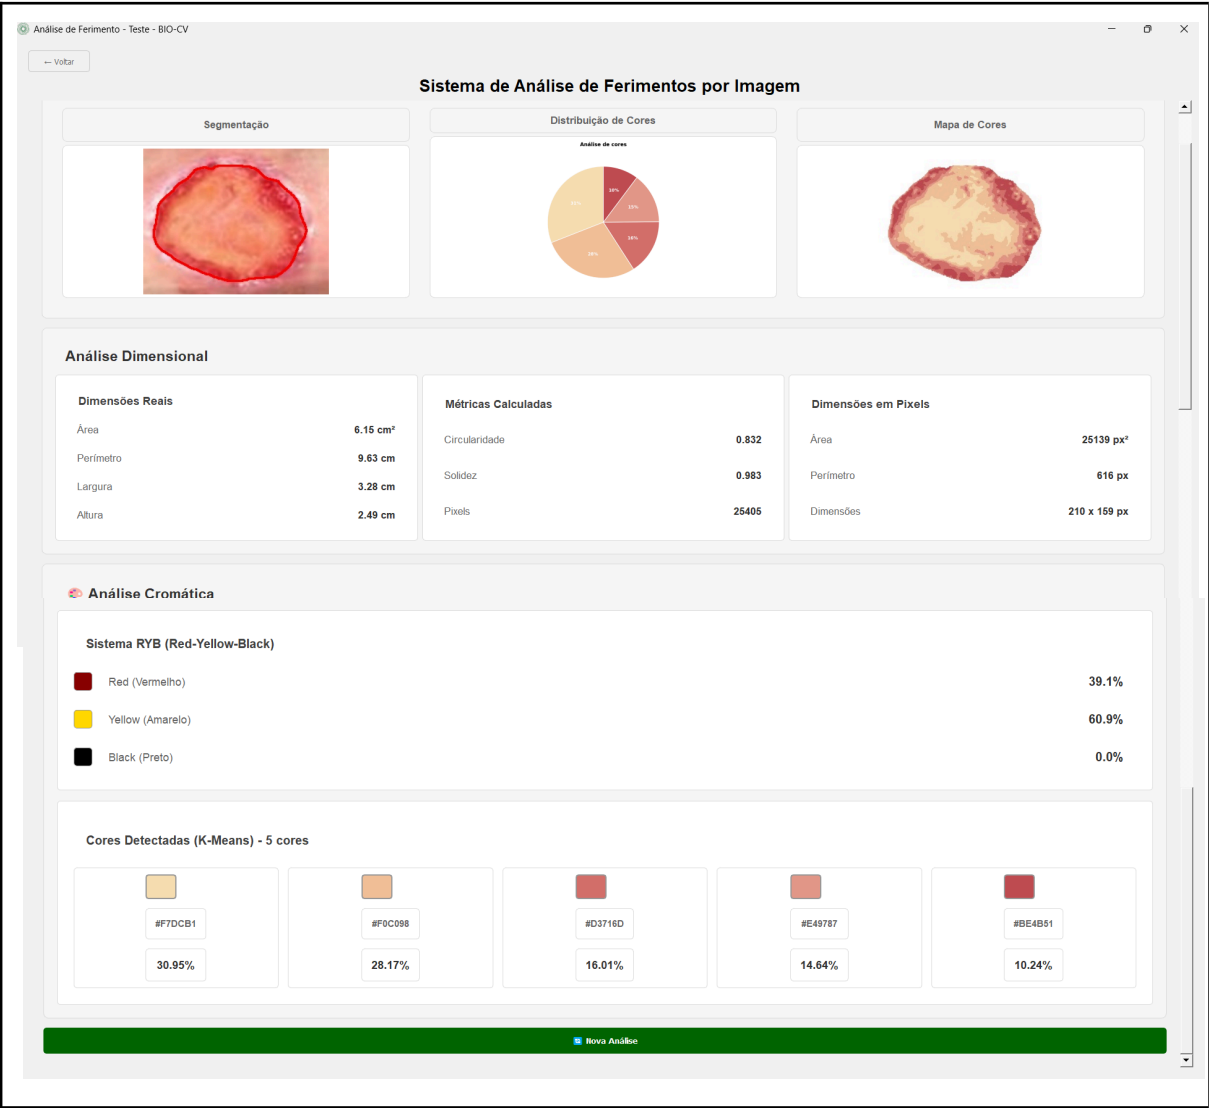 Análise de Ferimento - Teste - BIO-CV
← Voltar
Sistema de Análise de Ferimentos por Imagem
Segmentação
Distribuição de Cores
Mapa de Cores
Análise de cores
10%
15%
16%
28%
31%
Análise Dimensional
Dimensões Reais
Área 6.15 cm²
Perímetro 9.63 cm
Largura 3.28 cm
Altura 2.49 cm
Métricas Calculadas
Circularidade 0.832
Solidez 0.983
Pixels 25405
Dimensões em Pixels
Área 25139 px²
Perímetro 616 px
Dimensões 210 x 159 px
Análise Cromática
Sistema RYB (Red-Yellow-Black)
Red (Vermelho) 39.1%
Yellow (Amarelo) 60.9%
Black (Preto) 0.0%
Cores Detectadas (K-Means) - 5 cores
#F7DCB1 #F0C098 #D3716D #E49787 #BE4B51
30.95% 28.17% 16.01% 14.64% 10.24%
Nova Análise